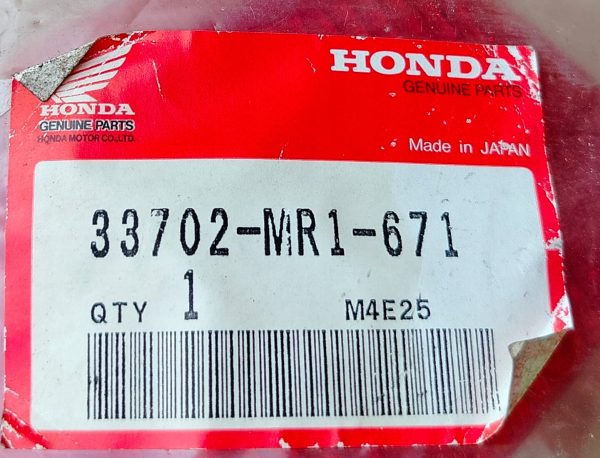 HONDA
GENUINE PARTS
HONDA
GENUINE PARTS
HONDA MOTOR CO.,LTD.
Made in JAPAN
33702-MR1-671
QTY 1 M4E25